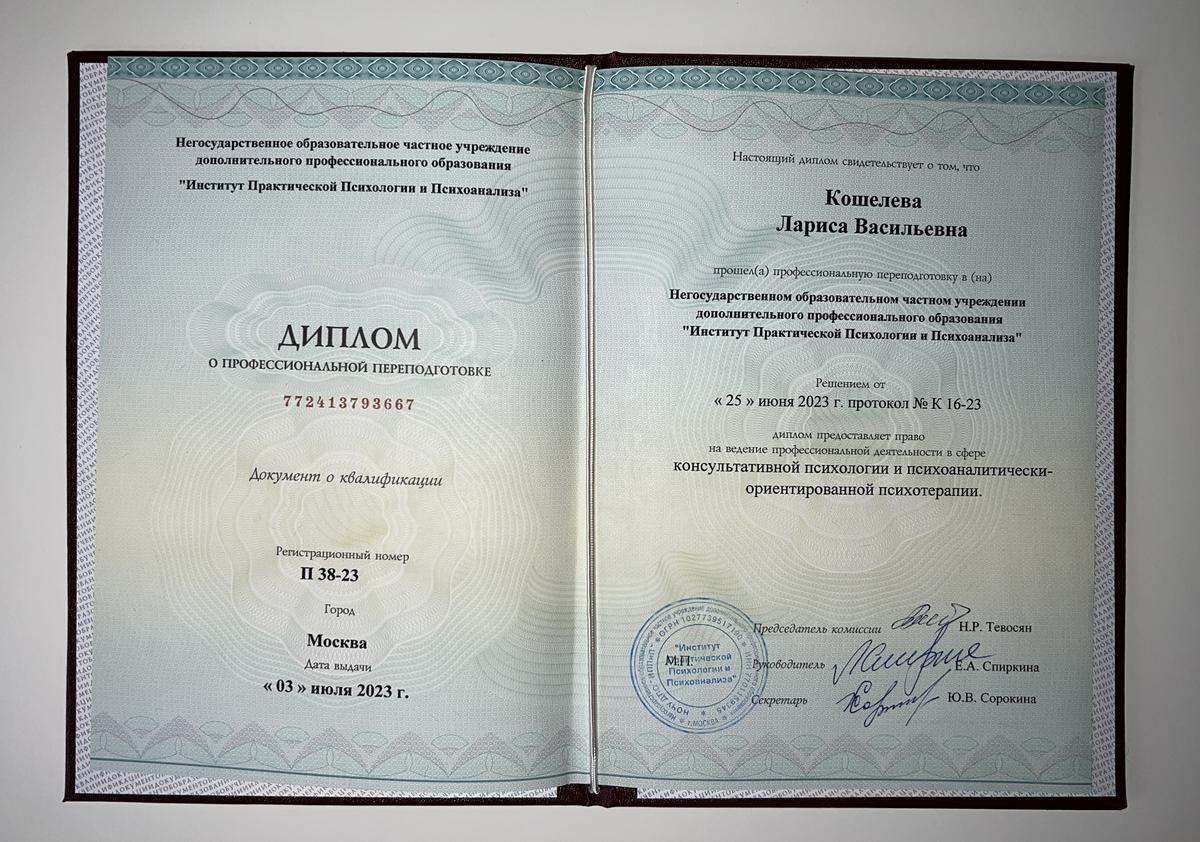 Негосударственное образовательное частное учреждение
дополнительного профессионального образования
"Институт Практической Психологии и Психоанализа"
ДИПЛОМ
О ПРОФЕССИОНАЛЬНОЙ ПЕРЕПОДГОТОВКЕ
772413793667
Документ о квалификации
Регистрационный номер
П 38-23
Город
Москва
Дата выдачи
« 03 » июля 2023 г.
Настоящий диплом свидетельствует о том, что
Кошелева
Лариса Васильевна
прошел(а) профессиональную переподготовку в (на)
Негосударственном образовательном частном учреждении
дополнительного профессионального образования
"Институт Практической Психологии и Психоанализа"
Решением от
« 25 » июня 2023 г. протокол № К 16-23
диплом предоставляет право
на ведение профессиональной деятельности в сфере
консультативной психологии и психоаналитически-
ориентированной психотерапии.
Председатель комиссии Н.Р. Тевосян
М.П.
Руководитель Е.А. Спиркина
Секретарь Ю.В. Сорокина
"Институт
Практической
Психологии и
Психоанализа"
г. МОСКВА